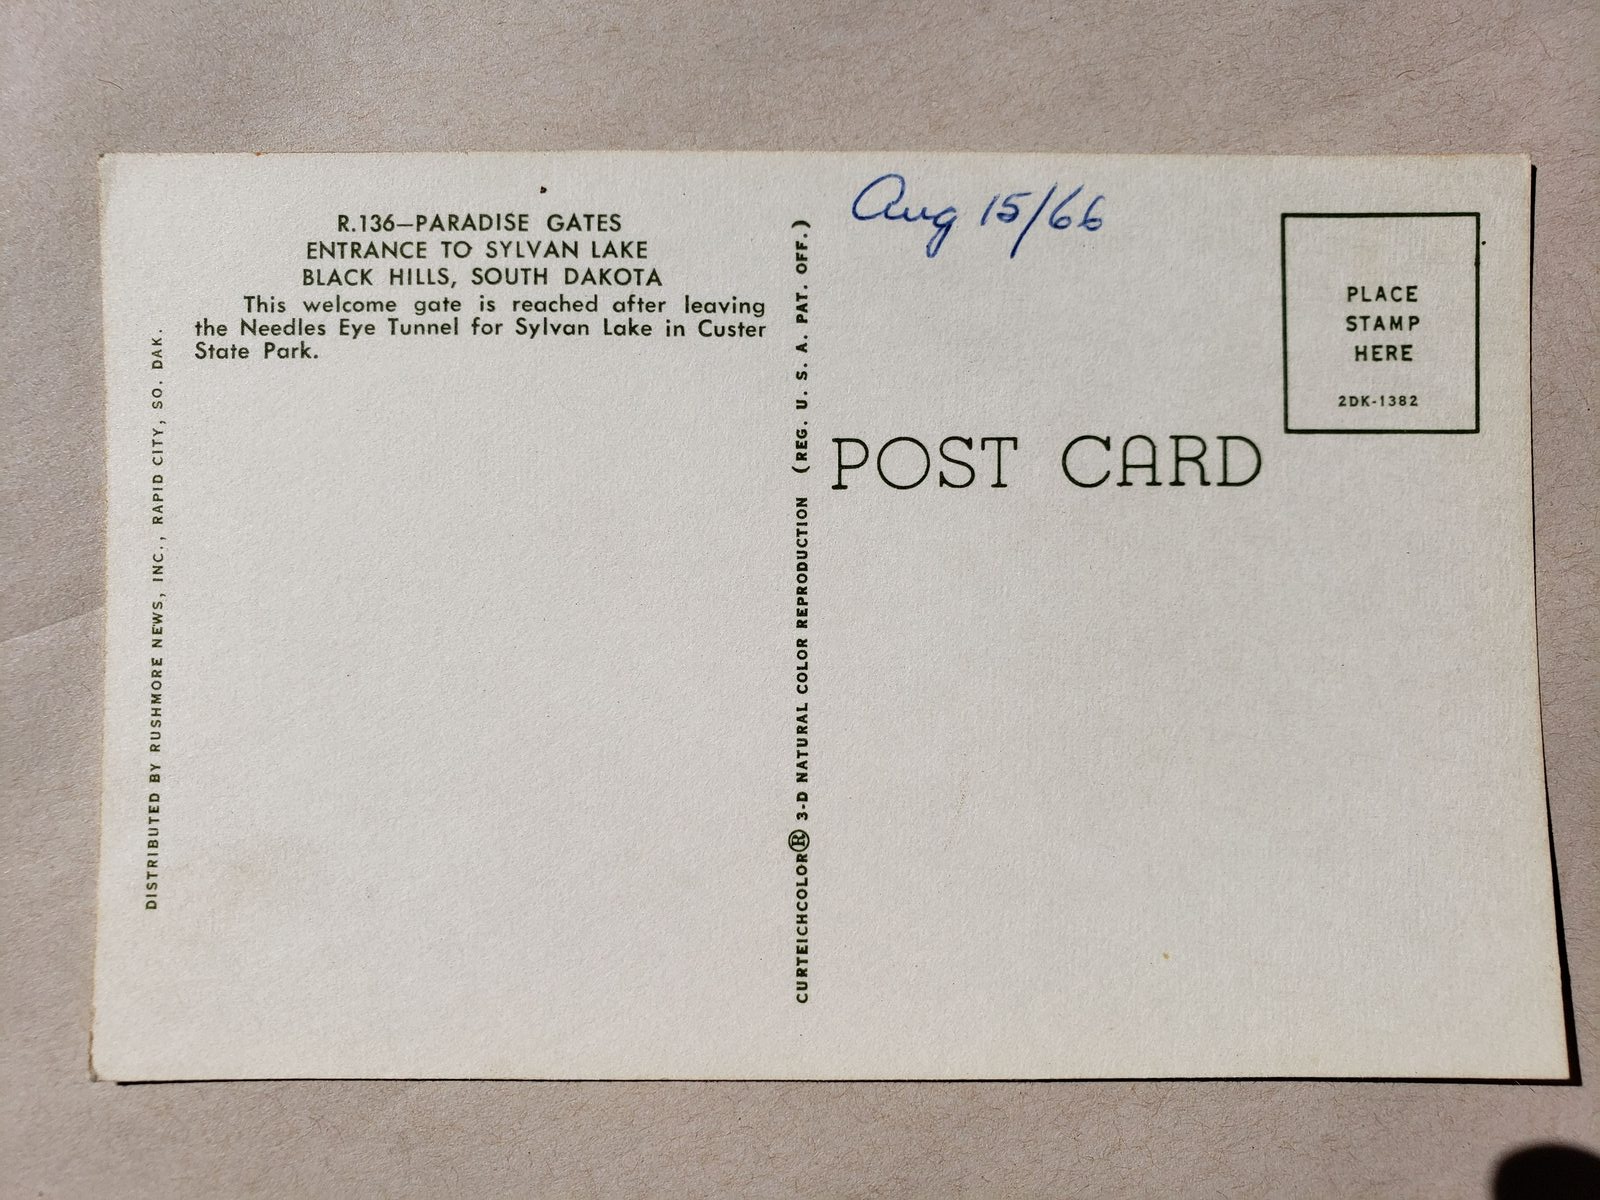 R.136—PARADISE GATES
ENTRANCE TO SYLVAN LAKE
BLACK HILLS, SOUTH DAKOTA
This welcome gate is reached after leaving
the Needles Eye Tunnel for Sylvan Lake in Custer
State Park.
DISTRIBUTED BY RUSHMORE NEWS, INC., RAPID CITY, SO. DAK.
CURTEICHCOLOR® 3-D NATURAL COLOR REPRODUCTION (REG. U. S. A. PAT. OFF.)
Aug 15/66
PLACE
STAMP
HERE
2DK-1382
POST CARD